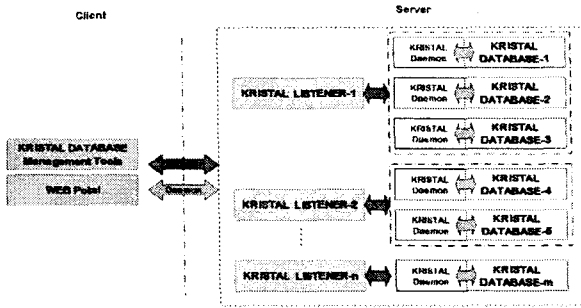 Client
Server
KRISTAL DATABASE
Management Tools
WEB Portal
Daemon
KRISTAL LISTENER-1
KRISTAL
Daemon
KRISTAL
DATABASE-1
KRISTAL
Daemon
KRISTAL
DATABASE-2
KRISTAL
Daemon
KRISTAL
DATABASE-3
KRISTAL LISTENER-2
KRISTAL
Daemon
KRISTAL
DATABASE-4
KRISTAL
Daemon
KRISTAL
DATABASE-5
KRISTAL LISTENER-n
KRISTAL
Daemon
KRISTAL
DATABASE-m